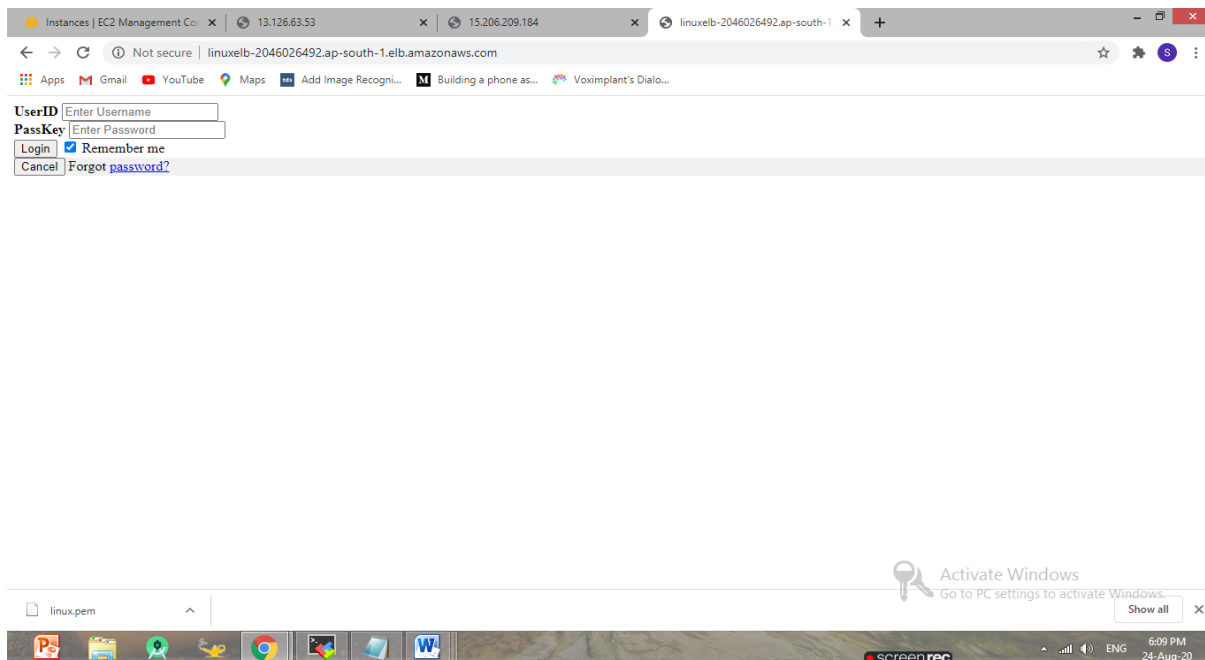 Instances | EC2 Management Con
13.126.63.53
15.206.209.184
linuxelb-2046026492.ap-south-1.
Not secure | linuxelb-2046026492.ap-south-1.elb.amazonaws.com
S
Apps Gmail YouTube Maps tds Add Image Recogni... M Building a phone as... Voximplant's Dialo...
UserID Enter Username
PassKey Enter Password
Login Remember me
Cancel Forgot password?
Activate Windows
Go to PC settings to activate Windows.
linux.pem
Show all
screenrec
ENG
6:09 PM
24-Aug-20